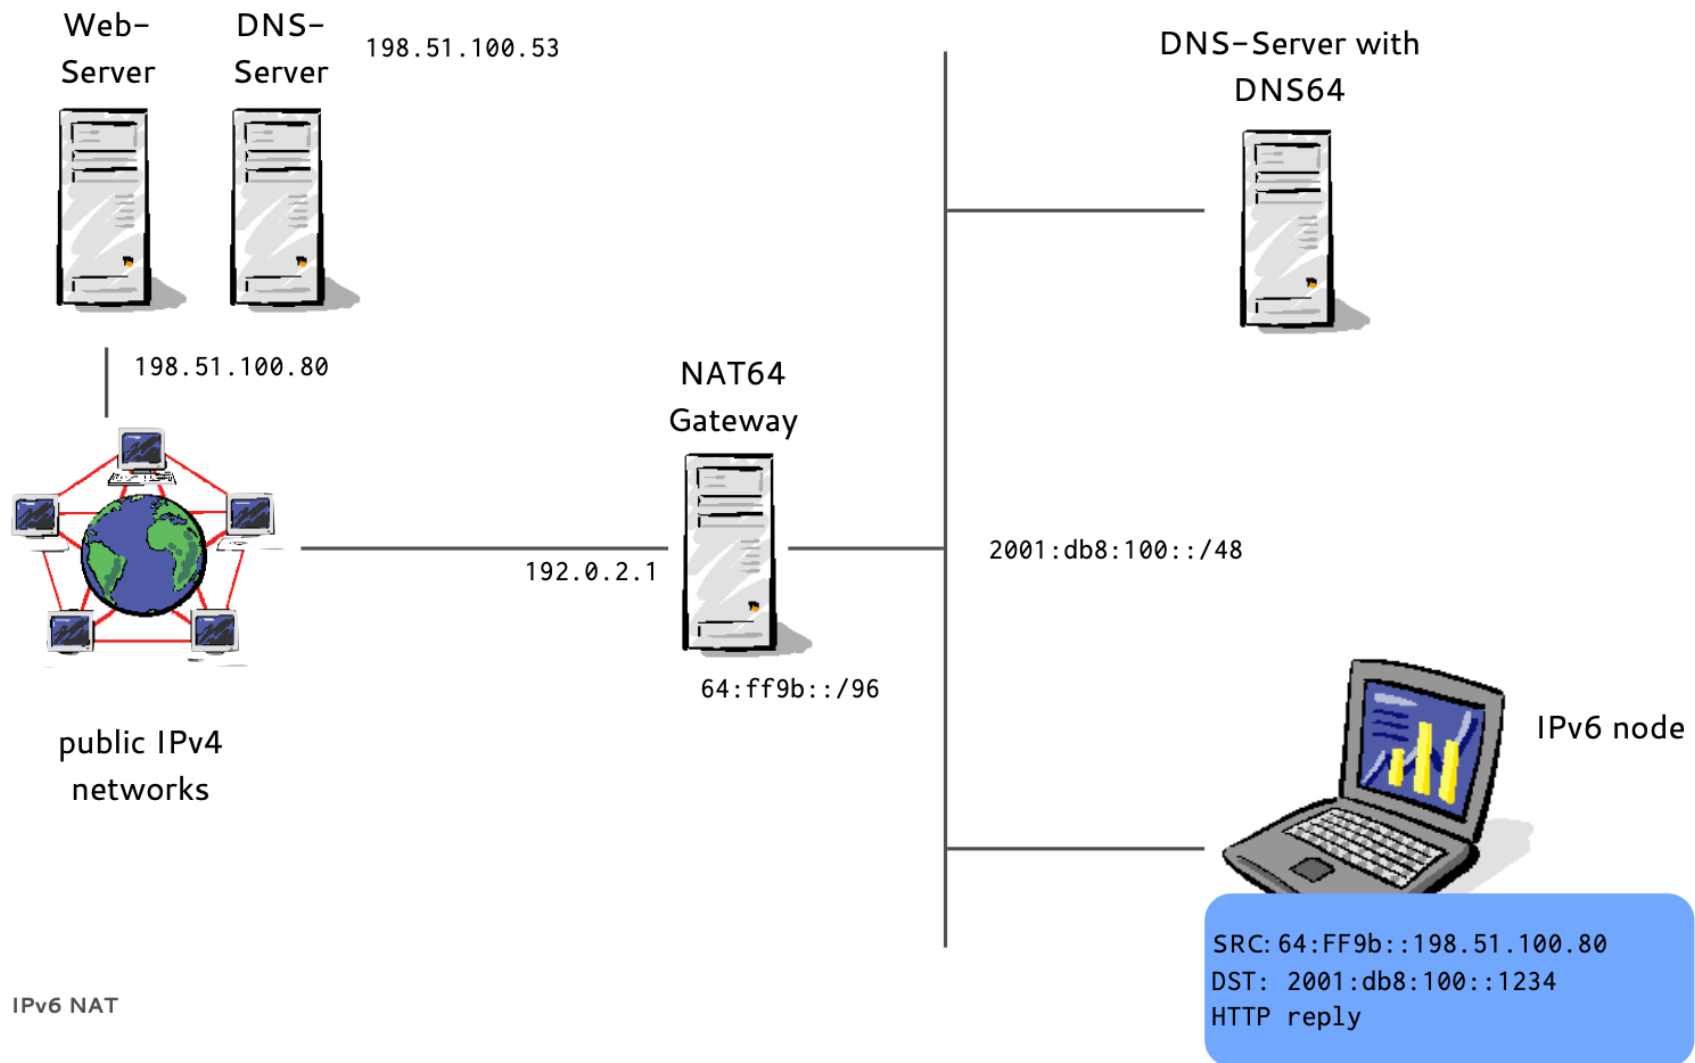 Web-
Server
DNS-
Server
198.51.100.53
DNS-Server with
DNS64
198.51.100.80
NAT64
Gateway
192.0.2.1
2001:db8:100::/48
64:ff9b::/96
public IPv4
networks
IPv6 node
SRC: 64:FF9b::198.51.100.80
DST: 2001:db8:100::1234
HTTP reply
IPv6 NAT